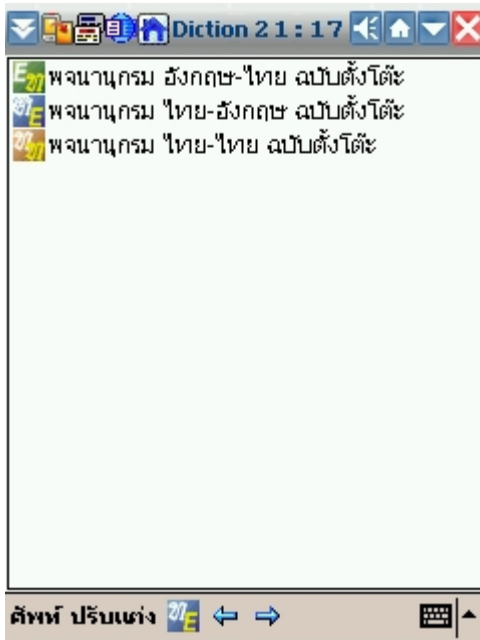 Diction 21:17
พจนานุกรม อังกฤษ-ไทย ฉบับตั้งโต๊ะ
พจนานุกรม ไทย-อังกฤษ ฉบับตั้งโต๊ะ
พจนานุกรม ไทย-ไทย ฉบับตั้งโต๊ะ
ศัพท์ ปรับแต่ง